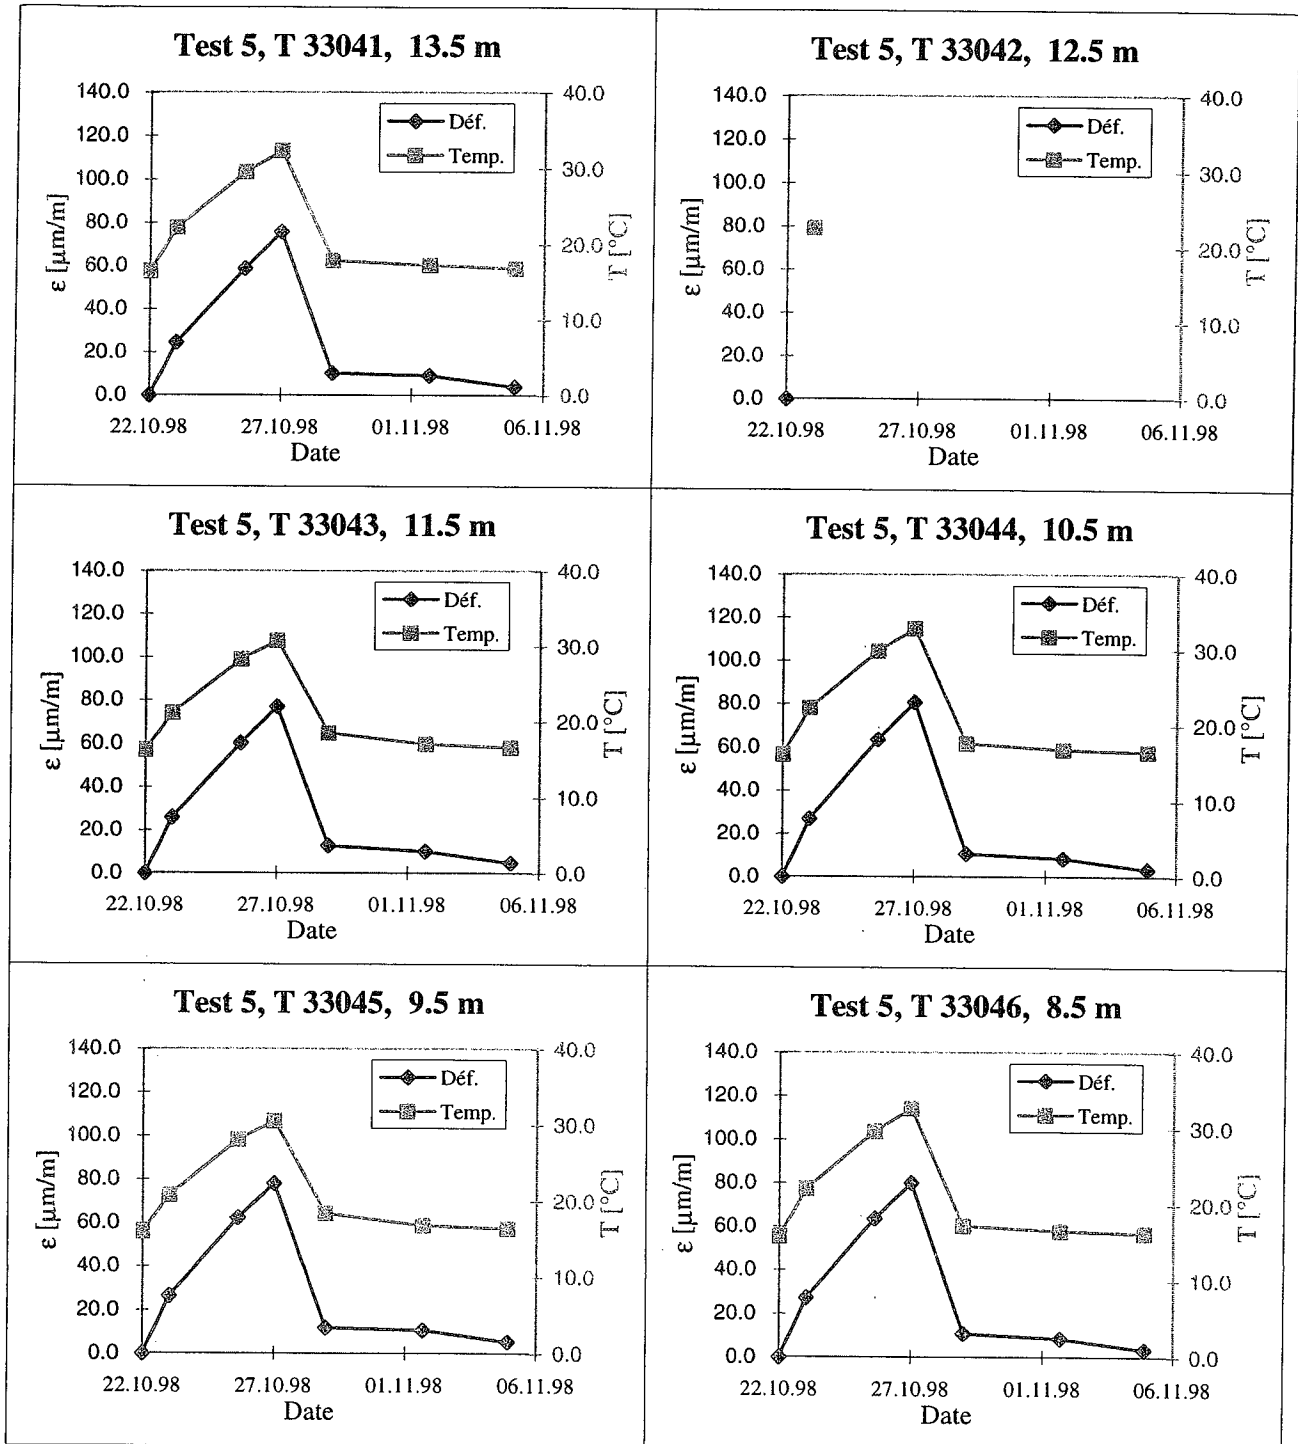 Test 5, T 33041, 13.5 m
140.0
120.0
100.0
80.0
60.0
40.0
20.0
0.0
ε [µm/m]
40.0
30.0
20.0
10.0
0.0
T [°C]
Déf.
Temp.
22.10.98 27.10.98 01.11.98 06.11.98
Date
Test 5, T 33042, 12.5 m
140.0
120.0
100.0
80.0
60.0
40.0
20.0
0.0
ε [µm/m]
40.0
30.0
20.0
10.0
0.0
T [°C]
Déf.
Temp.
22.10.98 27.10.98 01.11.98 06.11.98
Date
Test 5, T 33043, 11.5 m
140.0
120.0
100.0
80.0
60.0
40.0
20.0
0.0
ε [µm/m]
40.0
30.0
20.0
10.0
0.0
T [°C]
Déf.
Temp.
22.10.98 27.10.98 01.11.98 06.11.98
Date
Test 5, T 33044, 10.5 m
140.0
120.0
100.0
80.0
60.0
40.0
20.0
0.0
ε [µm/m]
40.0
30.0
20.0
10.0
0.0
T [°C]
Déf.
Temp.
22.10.98 27.10.98 01.11.98 06.11.98
Date
Test 5, T 33045, 9.5 m
140.0
120.0
100.0
80.0
60.0
40.0
20.0
0.0
ε [µm/m]
40.0
30.0
20.0
10.0
0.0
T [°C]
Déf.
Temp.
22.10.98 27.10.98 01.11.98 06.11.98
Date
Test 5, T 33046, 8.5 m
140.0
120.0
100.0
80.0
60.0
40.0
20.0
0.0
ε [µm/m]
40.0
30.0
20.0
10.0
0.0
T [°C]
Déf.
Temp.
22.10.98 27.10.98 01.11.98 06.11.98
Date